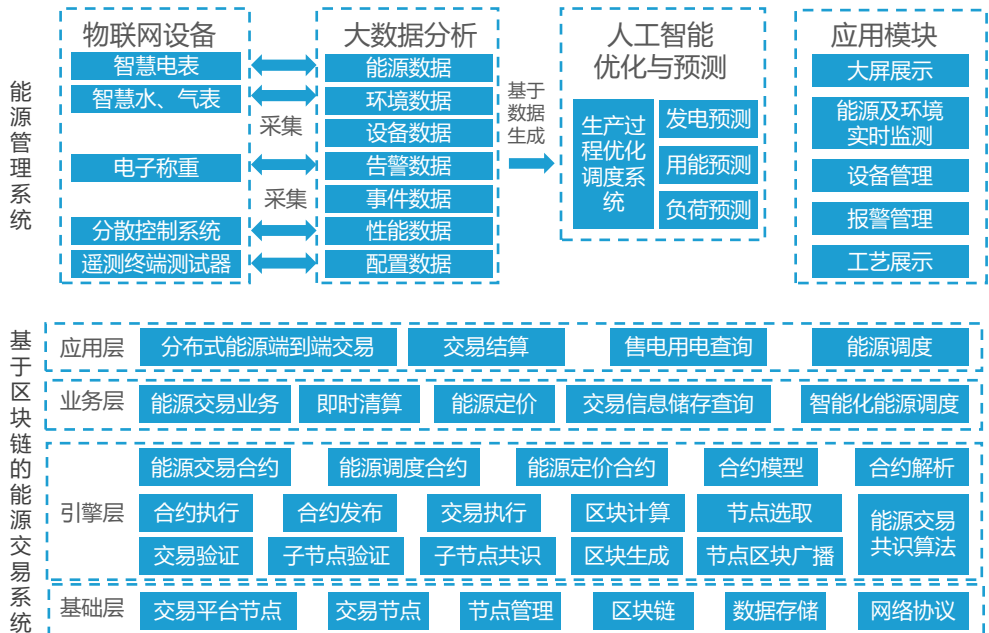 能源管理系统
物联网设备
智慧电表
智慧水、气表
电子称重
分散控制系统
遥测终端测试器
采集
采集
大数据分析
能源数据
环境数据
设备数据
告警数据
事件数据
性能数据
配置数据
基于
数据
生成
人工智能
优化与预测
生产过
程优化
调度系
统
发电预测
用能预测
负荷预测
应用模块
大屏展示
能源及环境
实时监测
设备管理
报警管理
工艺展示
基于区块链的能源交易系统
应用层
分布式能源端到端交易
交易结算
售电用电查询
能源调度
业务层
能源交易业务
即时清算
能源定价
交易信息储存查询
智能化能源调度
引擎层
能源交易合约
能源调度合约
能源定价合约
合约模型
合约解析
合约执行
合约发布
交易执行
区块计算
节点选取
能源交易
共识算法
交易验证
子节点验证
子节点共识
区块生成
节点区块广播
基础层
交易平台节点
交易节点
节点管理
区块链
数据存储
网络协议